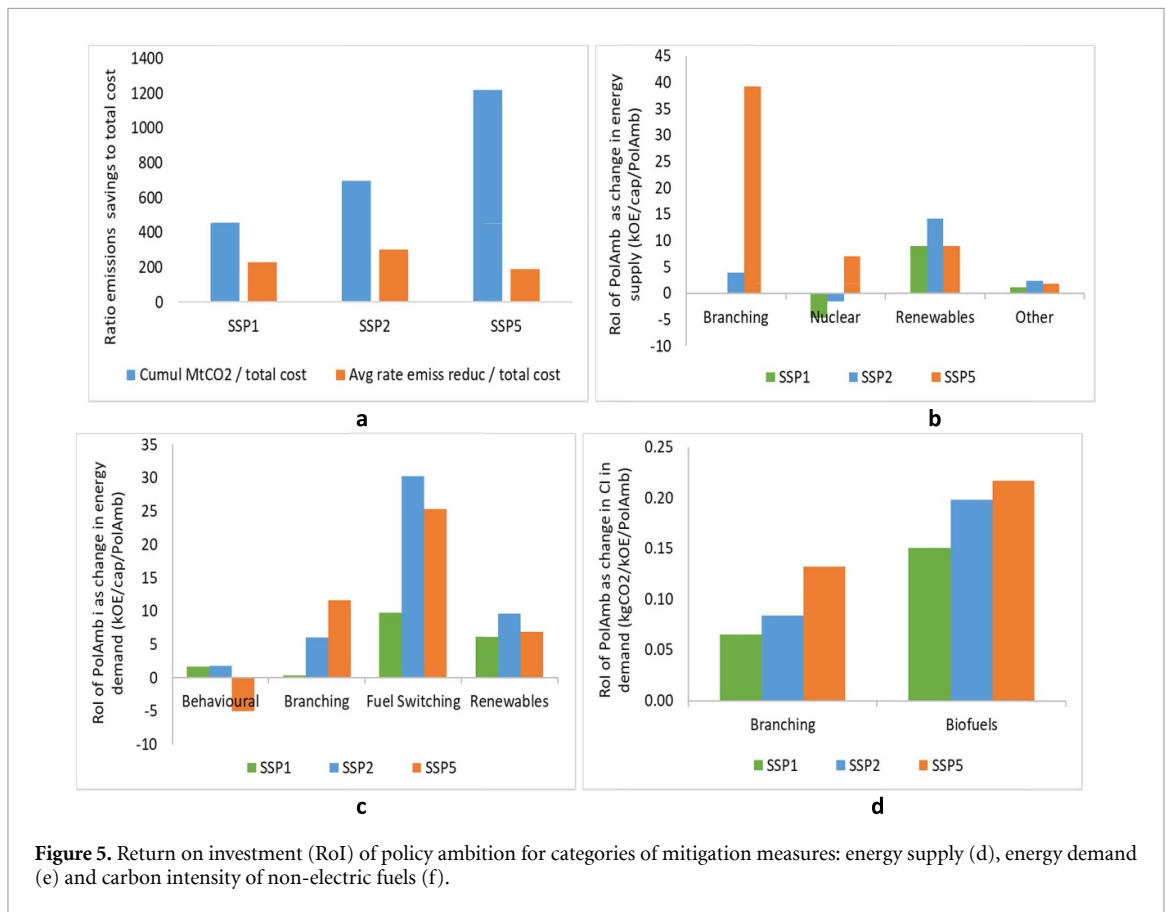 Ratio emissions savings to total cost
1400
1200
1000
800
600
400
200
0
SSP1 SSP2 SSP5
Cumul MtCO2 / total cost Avg rate emiss reduc / total cost
a
RoI of PolAmb as change in energy
supply (kOE/cap/PolAmb)
45
40
35
30
25
20
15
10
5
0
-5
-10
Branching Nuclear Renewables Other
SSP1 SSP2 SSP5
b
RoI of PolAmb i as change in energy
demand (kOE/cap/PolAmb)
35
30
25
20
15
10
5
0
-5
-10
Behavioural Branching Fuel Switching Renewables
SSP1 SSP2 SSP5
c
RoI of PolAmb as change in CI in
demand (kgCO2/kOE/PolAmb)
0.25
0.20
0.15
0.10
0.05
0.00
Branching Biofuels
SSP1 SSP2 SSP5
d
Figure 5. Return on investment (RoI) of policy ambition for categories of mitigation measures: energy supply (d), energy demand
(e) and carbon intensity of non-electric fuels (f).